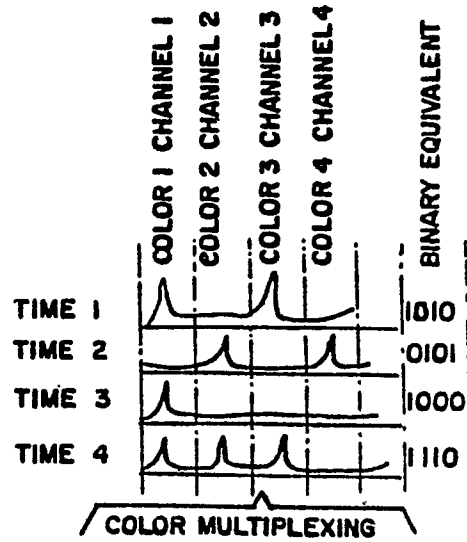 COLOR 1 CHANNEL 1
COLOR 2 CHANNEL 2
COLOR 3 CHANNEL 3
COLOR 4 CHANNEL 4
BINARY EQUIVALENT
TIME 1 1010
TIME 2 0101
TIME 3 1000
TIME 4 1110
COLOR MULTIPLEXING